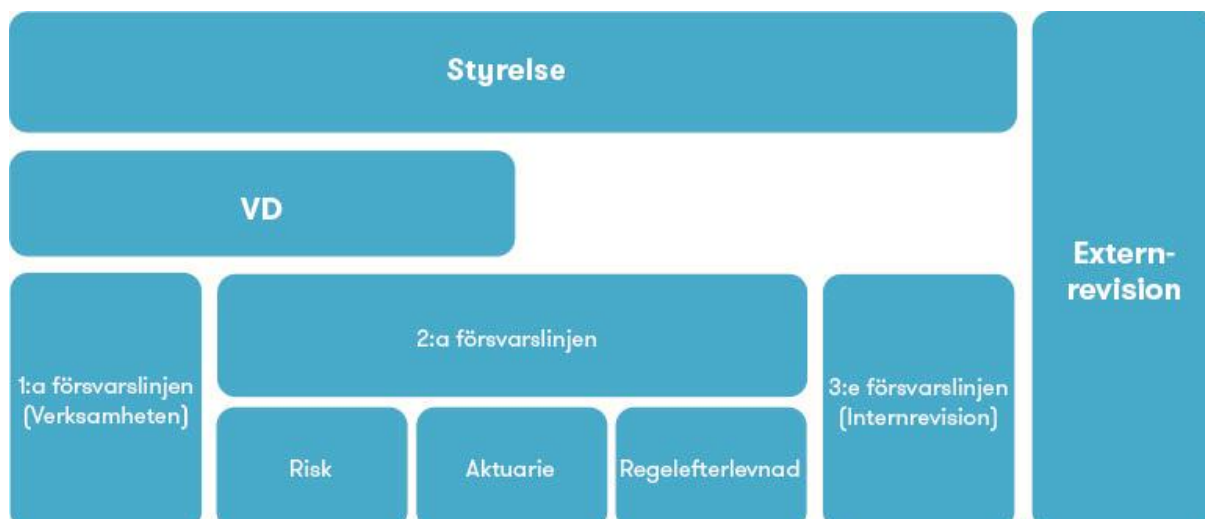 Styrelse
VD
Extern-
revision
1:a försvarslinjen
(Verksamheten)
2:a försvarslinjen
3:e försvarslinjen
(Internrevision)
Risk
Aktuarie
Regelefterlevnad